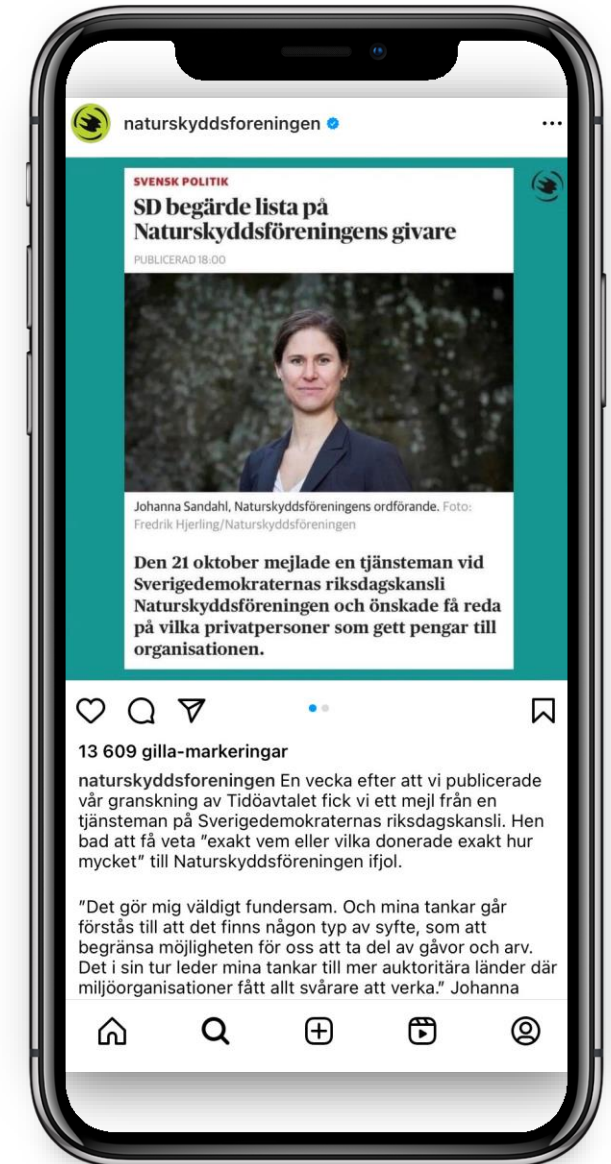 naturskyddsforeningen
SVENSK POLITIK
SD begärde lista på
Naturskyddsföreningens givare
PUBLICERAD 18:00
Johanna Sandahl, Naturskyddsföreningens ordförande. Foto:
Fredrik Hjerling/Naturskyddsföreningen
Den 21 oktober mejlade en tjänsteman vid
Sverigedemokraternas riksdagskansli
Naturskyddsföreningen och önskade få reda
på vilka privatpersoner som gett pengar till
organisationen.
13 609 gilla-markeringar
naturskyddsforeningen En vecka efter att vi publicerade
vår granskning av Tidöavtalet fick vi ett mejl från en
tjänsteman på Sverigedemokraternas riksdagskansli. Hen
bad att få veta ”exakt vem eller vilka donerade exakt hur
mycket” till Naturskyddsföreningen ifjol.
”Det gör mig väldigt fundersam. Och mina tankar går
förstås till att det finns någon typ av syfte, som att
begränsa möjligheten för oss att ta del av gåvor och arv.
Det i sin tur leder mina tankar till mer auktoritära länder där
miljöorganisationer fått allt svårare att verka.” Johanna